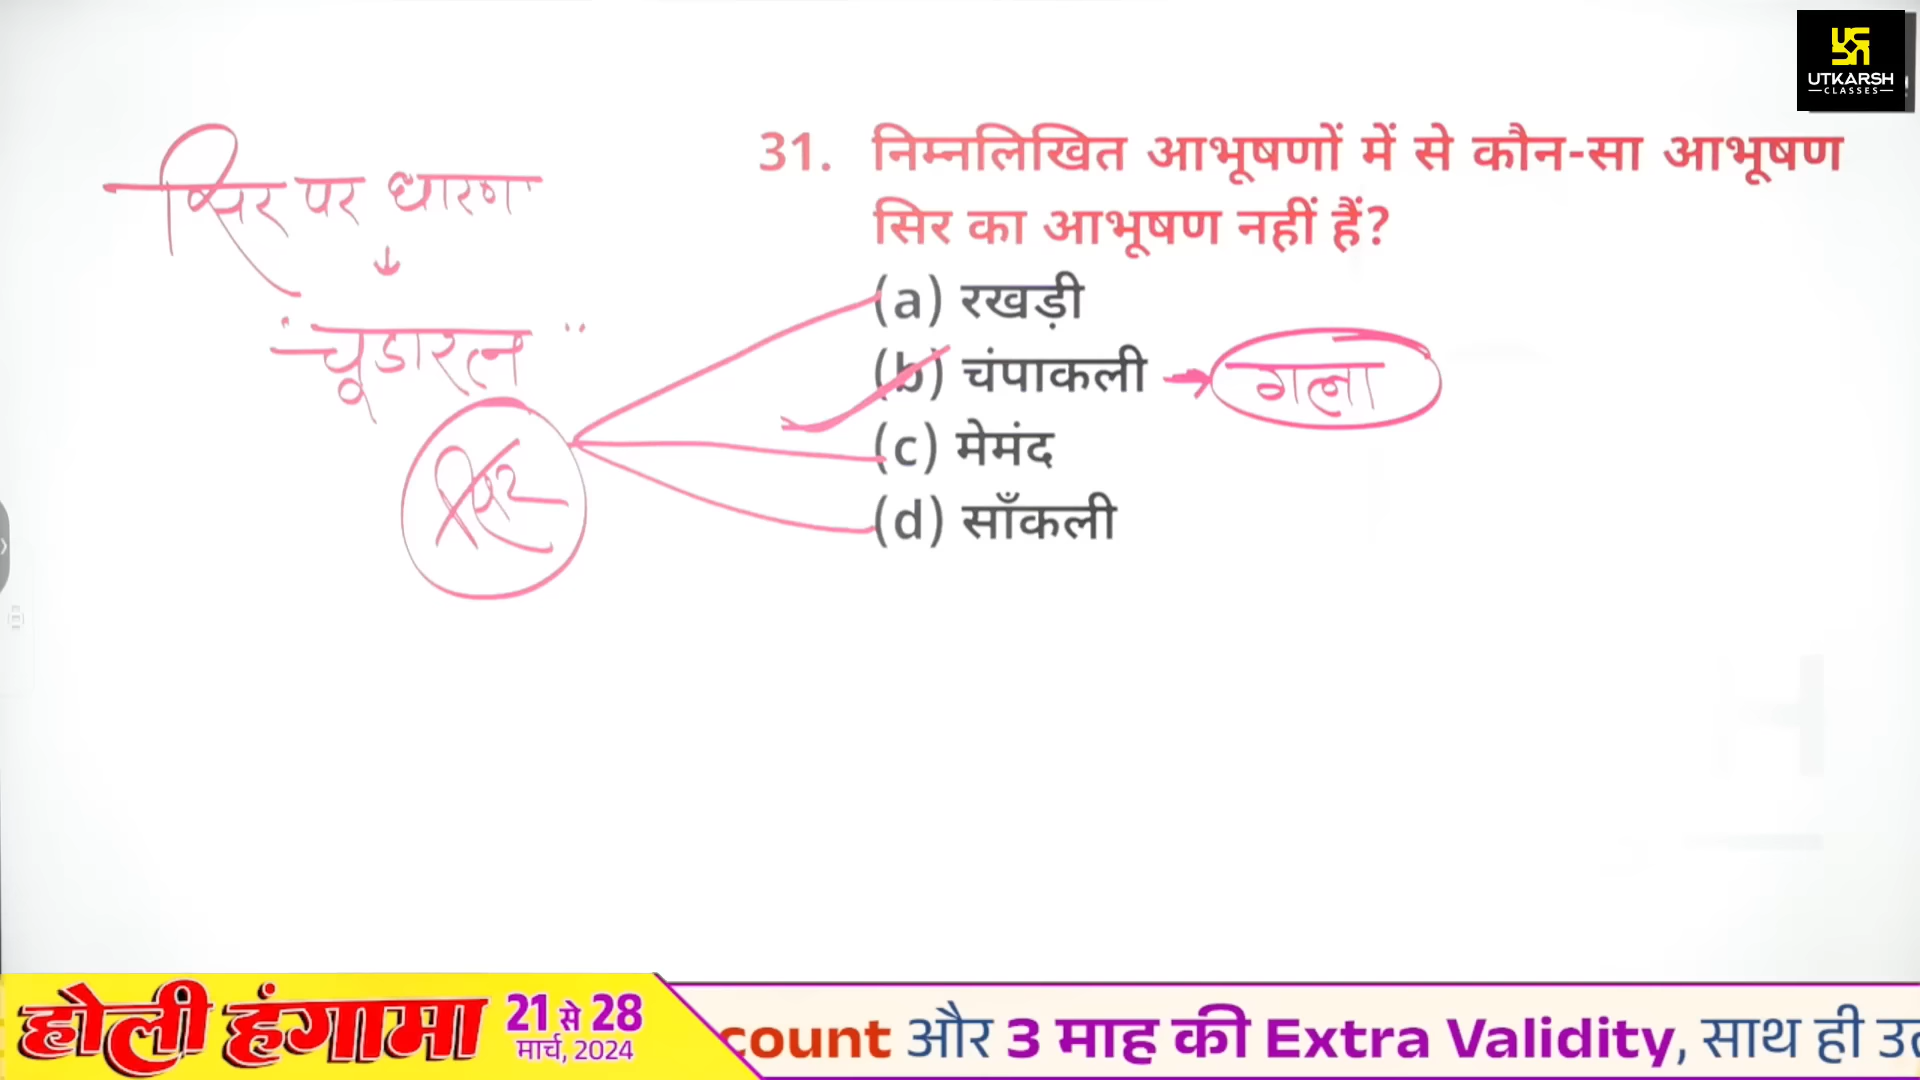 UTKARSH
CLASSES
सिर पर धारण
"चूडारत्न"
सिर
31. निम्नलिखित आभूषणों में से कौन-सा आभूषण
सिर का आभूषण नहीं हैं?
(a) रखड़ी
(b) चंपाकली → गला
(c) मेमंद
(d) साँकली
होली हंगामा 21 से 28
मार्च, 2024
count और 3 माह की Extra Validity, साथ ही